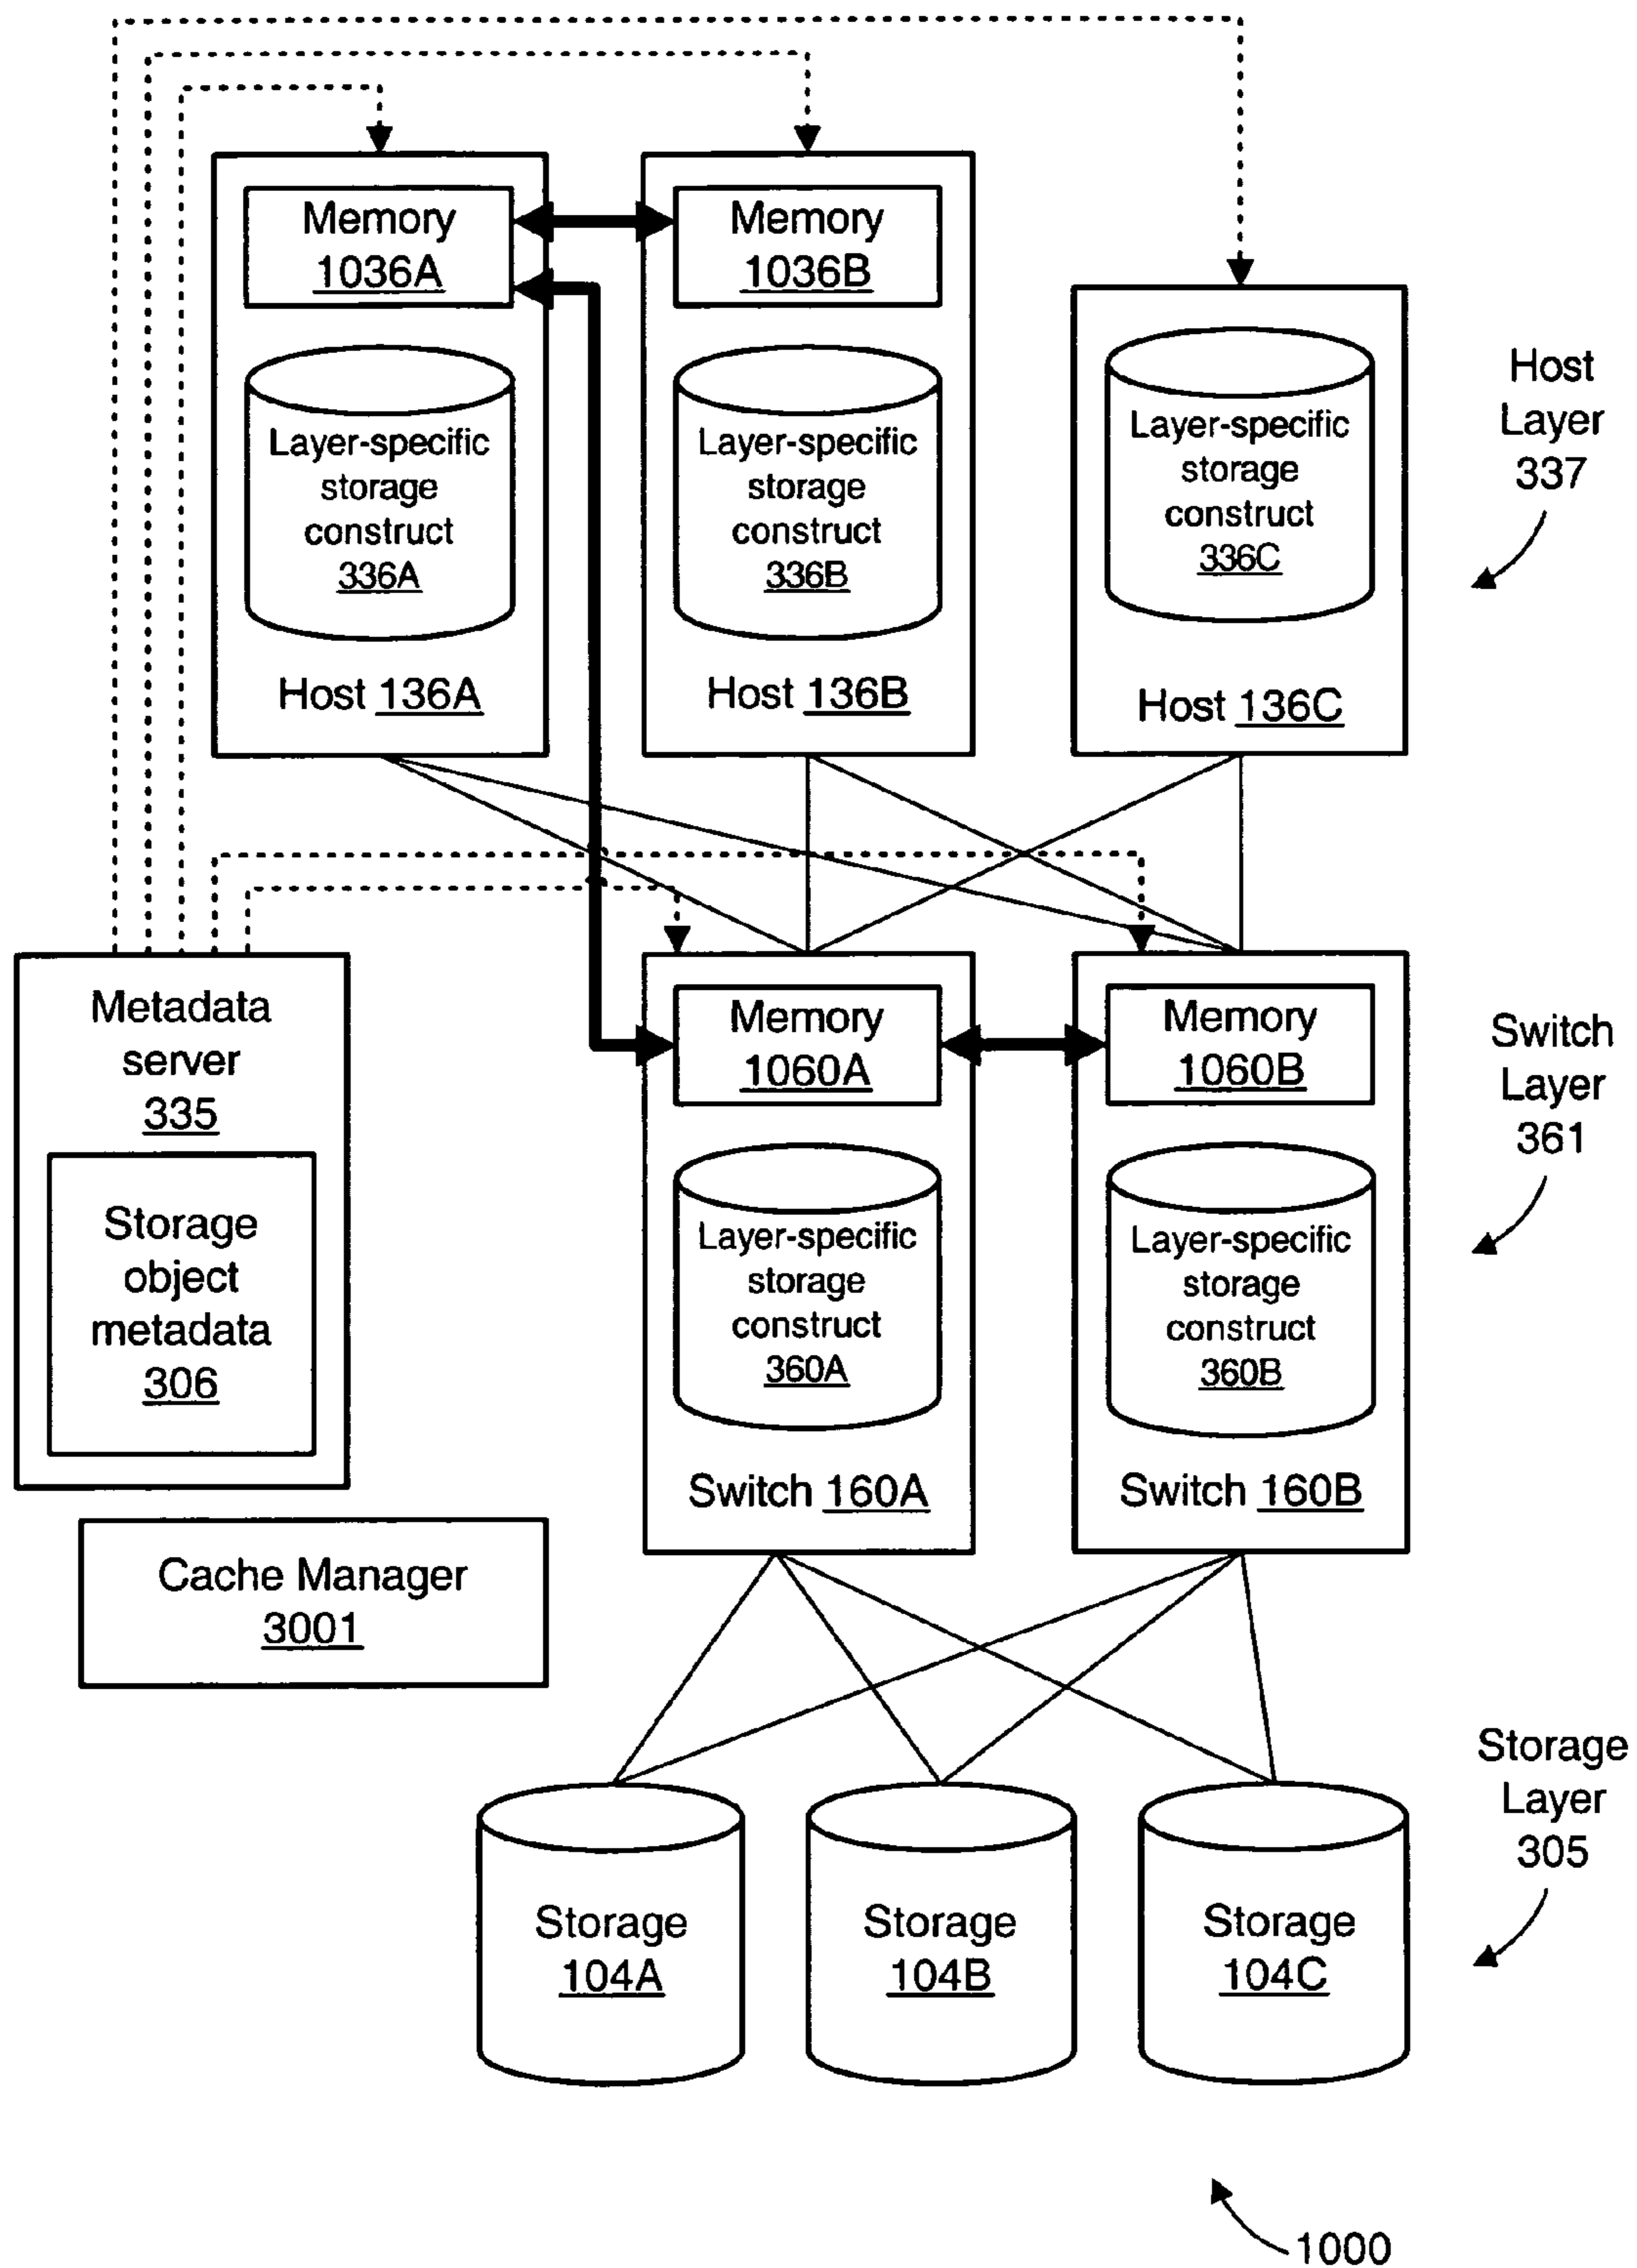 Memory
1036A
Layer-specific
storage
construct
336A
Host 136A
Memory
1036B
Layer-specific
storage
construct
336B
Host 136B
Layer-specific
storage
construct
336C
Host 136C
Host
Layer
337
Metadata
server
335
Storage
object
metadata
306
Cache Manager
3001
Memory
1060A
Layer-specific
storage
construct
360A
Switch 160A
Memory
1060B
Layer-specific
storage
construct
360B
Switch 160B
Switch
Layer
361
Storage
104A
Storage
104B
Storage
104C
Storage
Layer
305
1000